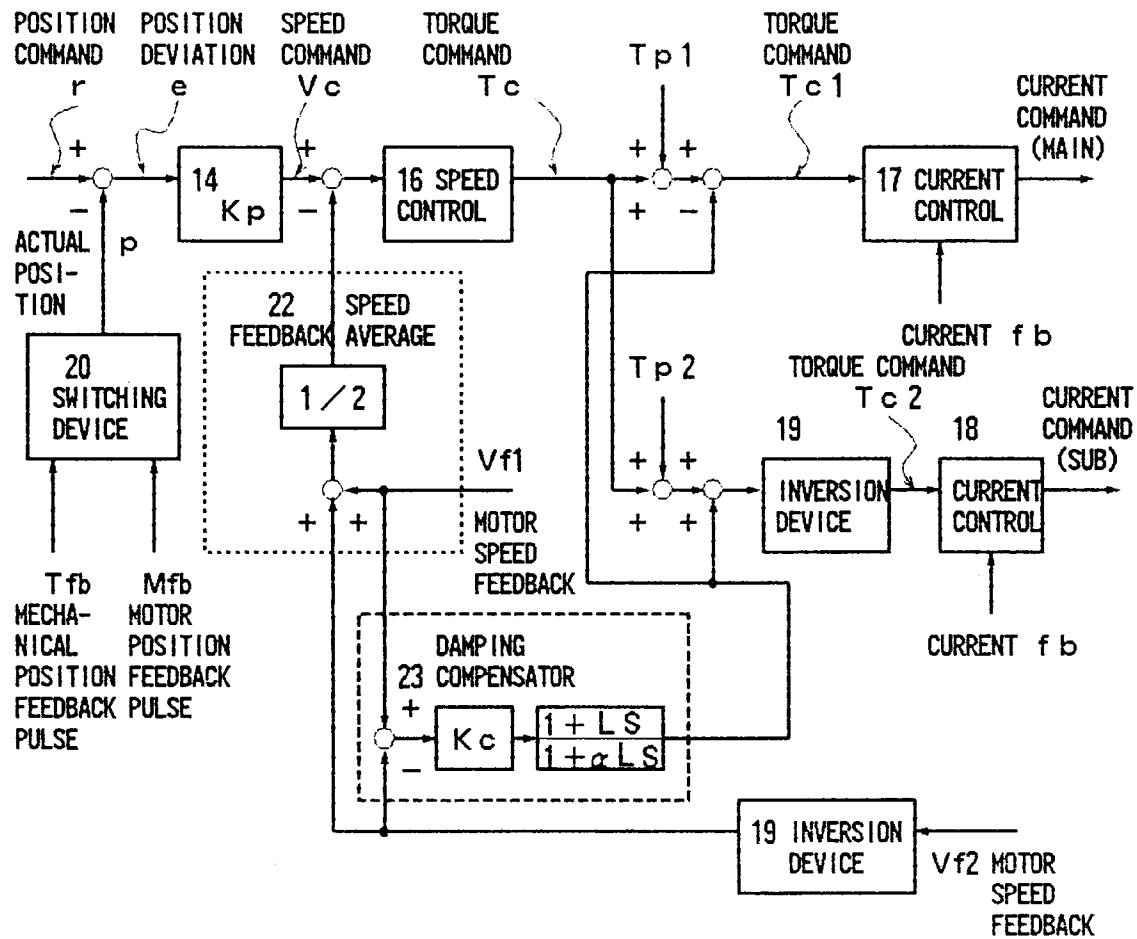 POSITION COMMAND r
POSITION DEVIATION e
SPEED COMMAND Vc
TORQUE COMMAND Tc
Tp1
TORQUE COMMAND Tc1
CURRENT COMMAND (MAIN)
+
−
14 Kp
+
−
16 SPEED CONTROL
+
+
+
−
17 CURRENT CONTROL
ACTUAL POSI-TION
p
22 SPEED FEEDBACK AVERAGE
CURRENT fb
20 SWITCHING DEVICE
1/2
Tp2
TORQUE COMMAND Tc2
CURRENT COMMAND (SUB)
Vf1
MOTOR SPEED FEEDBACK
+
+
+
+
+
+
19 INVERSION DEVICE
18 CURRENT CONTROL
Tfb MECHA-NICAL POSITION FEEDBACK PULSE
Mfb MOTOR POSITION FEEDBACK PULSE
CURRENT fb
23 DAMPING COMPENSATOR
+
−
Kc
1+LS
1+αLS
19 INVERSION DEVICE
Vf2 MOTOR SPEED FEEDBACK